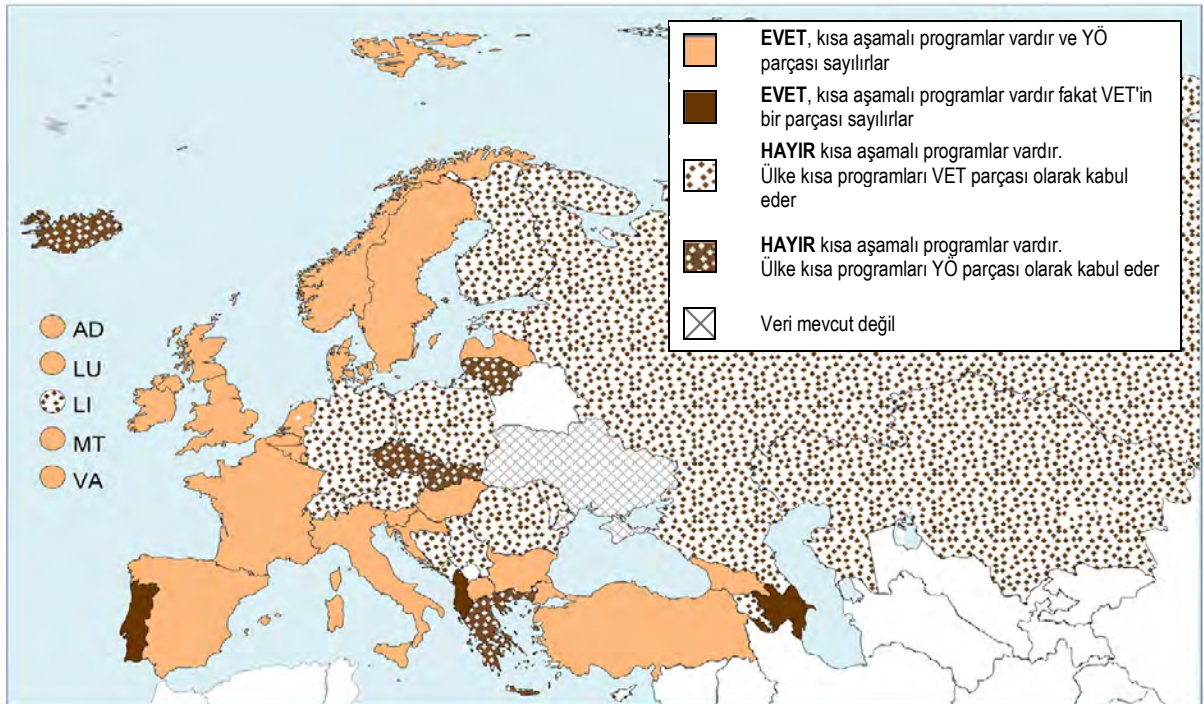 EVET, kısa aşamalı programlar vardır ve YÖ
parçası sayılırlar
EVET, kısa aşamalı programlar vardır fakat VET'in
bir parçası sayılırlar
HAYIR kısa aşamalı programlar vardır.
Ülke kısa programları VET parçası olarak kabul
eder
HAYIR kısa aşamalı programlar vardır.
Ülke kısa programları YÖ parçası olarak kabul eder
Veri mevcut değil
AD
LU
LI
MT
VA